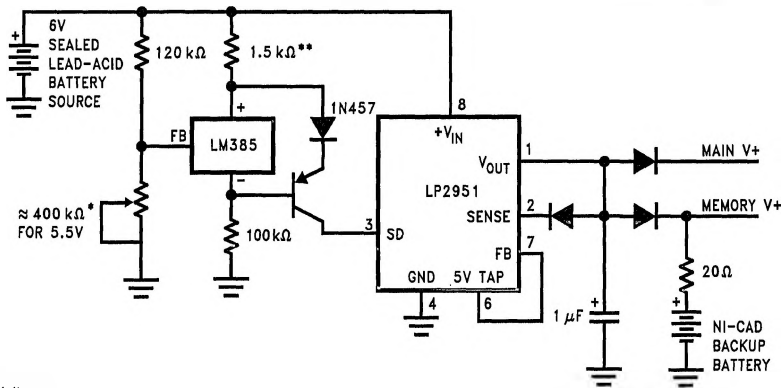 6V
SEALED
LEAD-ACID
BATTERY
SOURCE
+
120 kΩ
1.5 kΩ**
FB
+
LM385
-
1N457
≈ 400 kΩ*
FOR 5.5V
100kΩ
8
+VIN
VOUT
1
LP2951
SENSE
2
3
SD
FB
7
GND
5V TAP
4
6
MAIN V+
MEMORY V+
20Ω
+
1 μF
+
NI-CAD
BACKUP
BATTERY